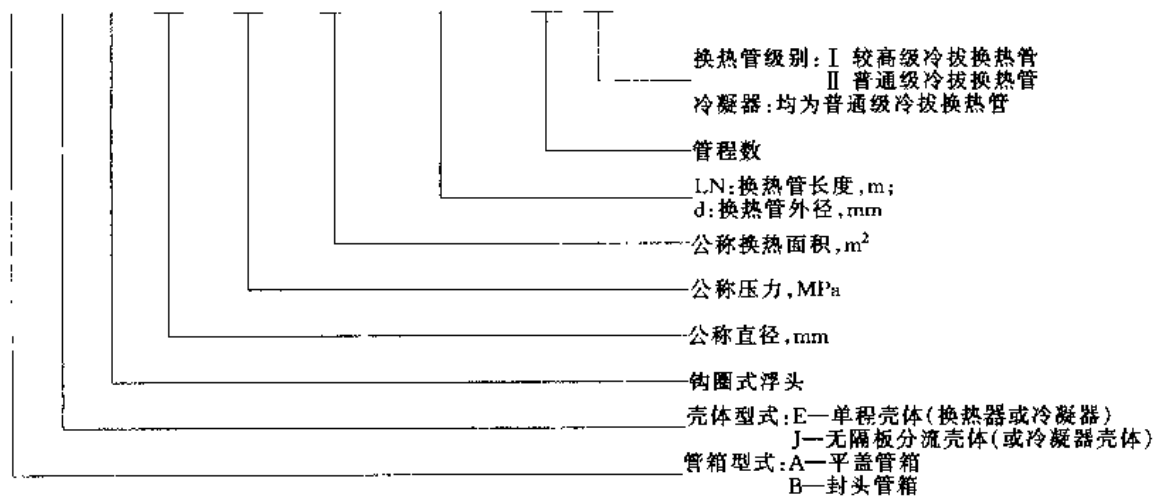 换热管级别:Ⅰ 较高级冷拔换热管
Ⅱ 普通级冷拔换热管
冷凝器:均为普通级冷拔换热管
管程数
LN:换热管长度,m;
d:换热管外径,mm
公称换热面积,m²
公称压力,MPa
公称直径,mm
钩圈式浮头
壳体型式:E—单程壳体(换热器或冷凝器)
J—无隔板分流壳体(或冷凝器壳体)
管箱型式:A—平盖管箱
B—封头管箱